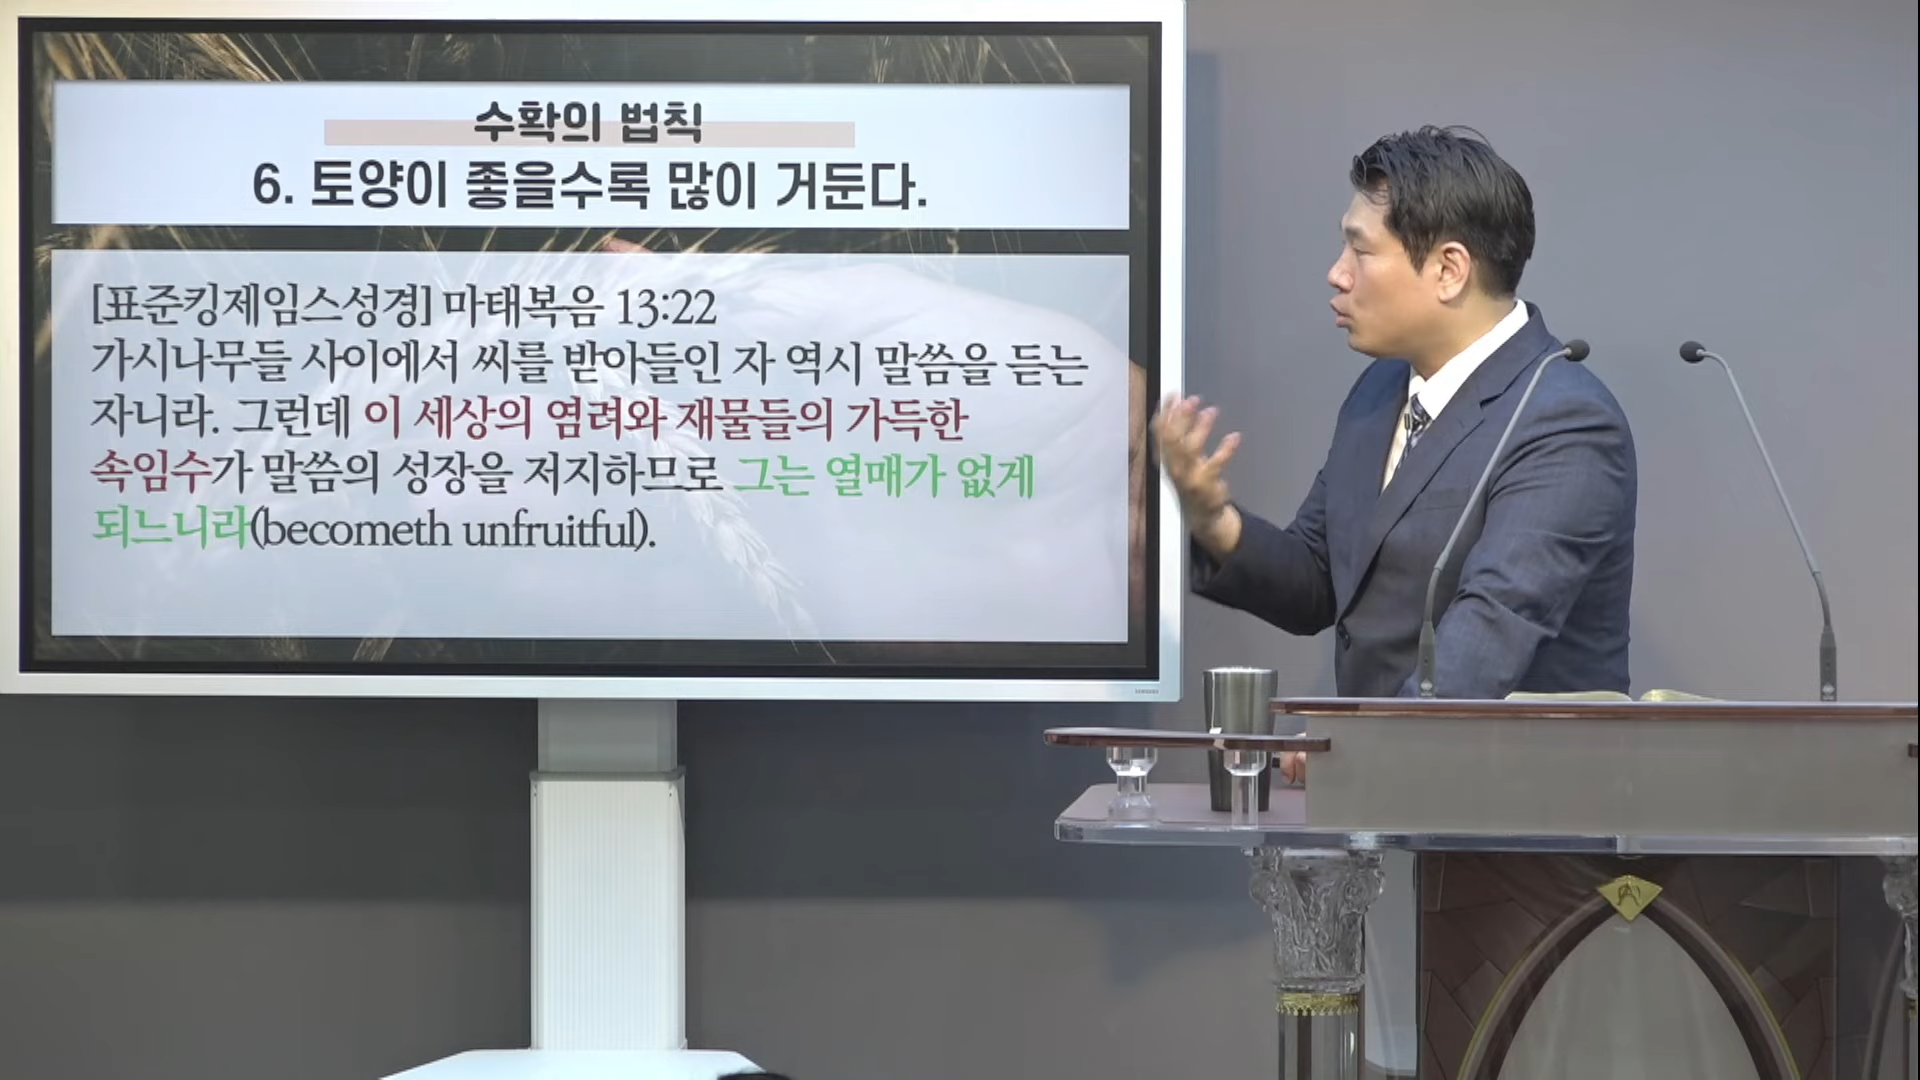 수확의 법칙
6. 토양이 좋을수록 많이 거둔다.
[표준킹제임스성경] 마태복음 13:22
가시나무들 사이에서 씨를 받아들인 자 역시 말씀을 듣는
자니라. 그런데 이 세상의 염려와 재물들의 가득한
속임수가 말씀의 성장을 저지하므로 그는 열매가 없게
되느니라(becometh unfruitful).
SAMSUNG